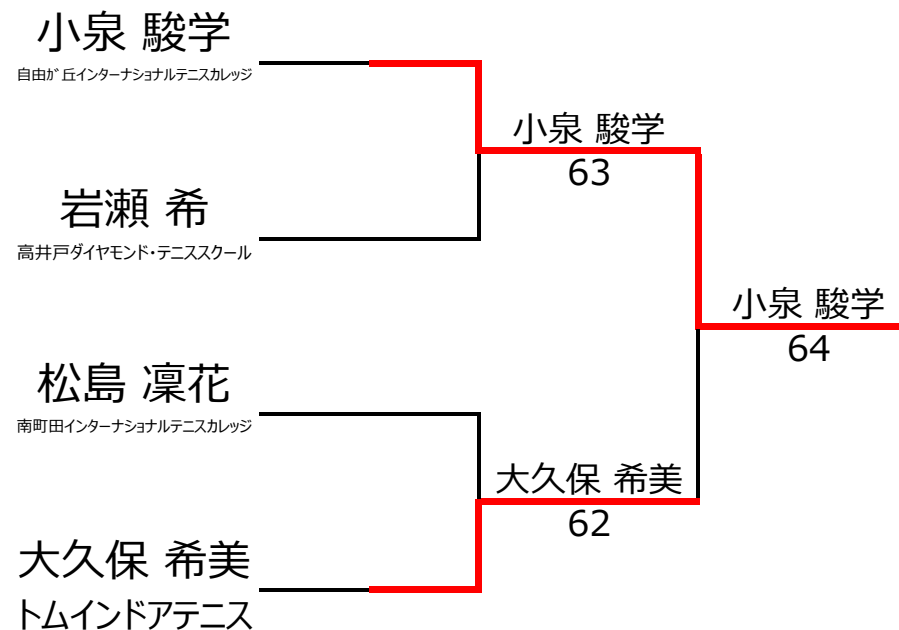 小泉 駿学
自由が丘インターナショナルテニスカレッジ
小泉 駿学
63
岩瀬 希
高井戸ダイヤモンド・テニススクール
小泉 駿学
64
松島 凜花
南町田インターナショナルテニスカレッジ
大久保 希美
62
大久保 希美
トムインドアテニス